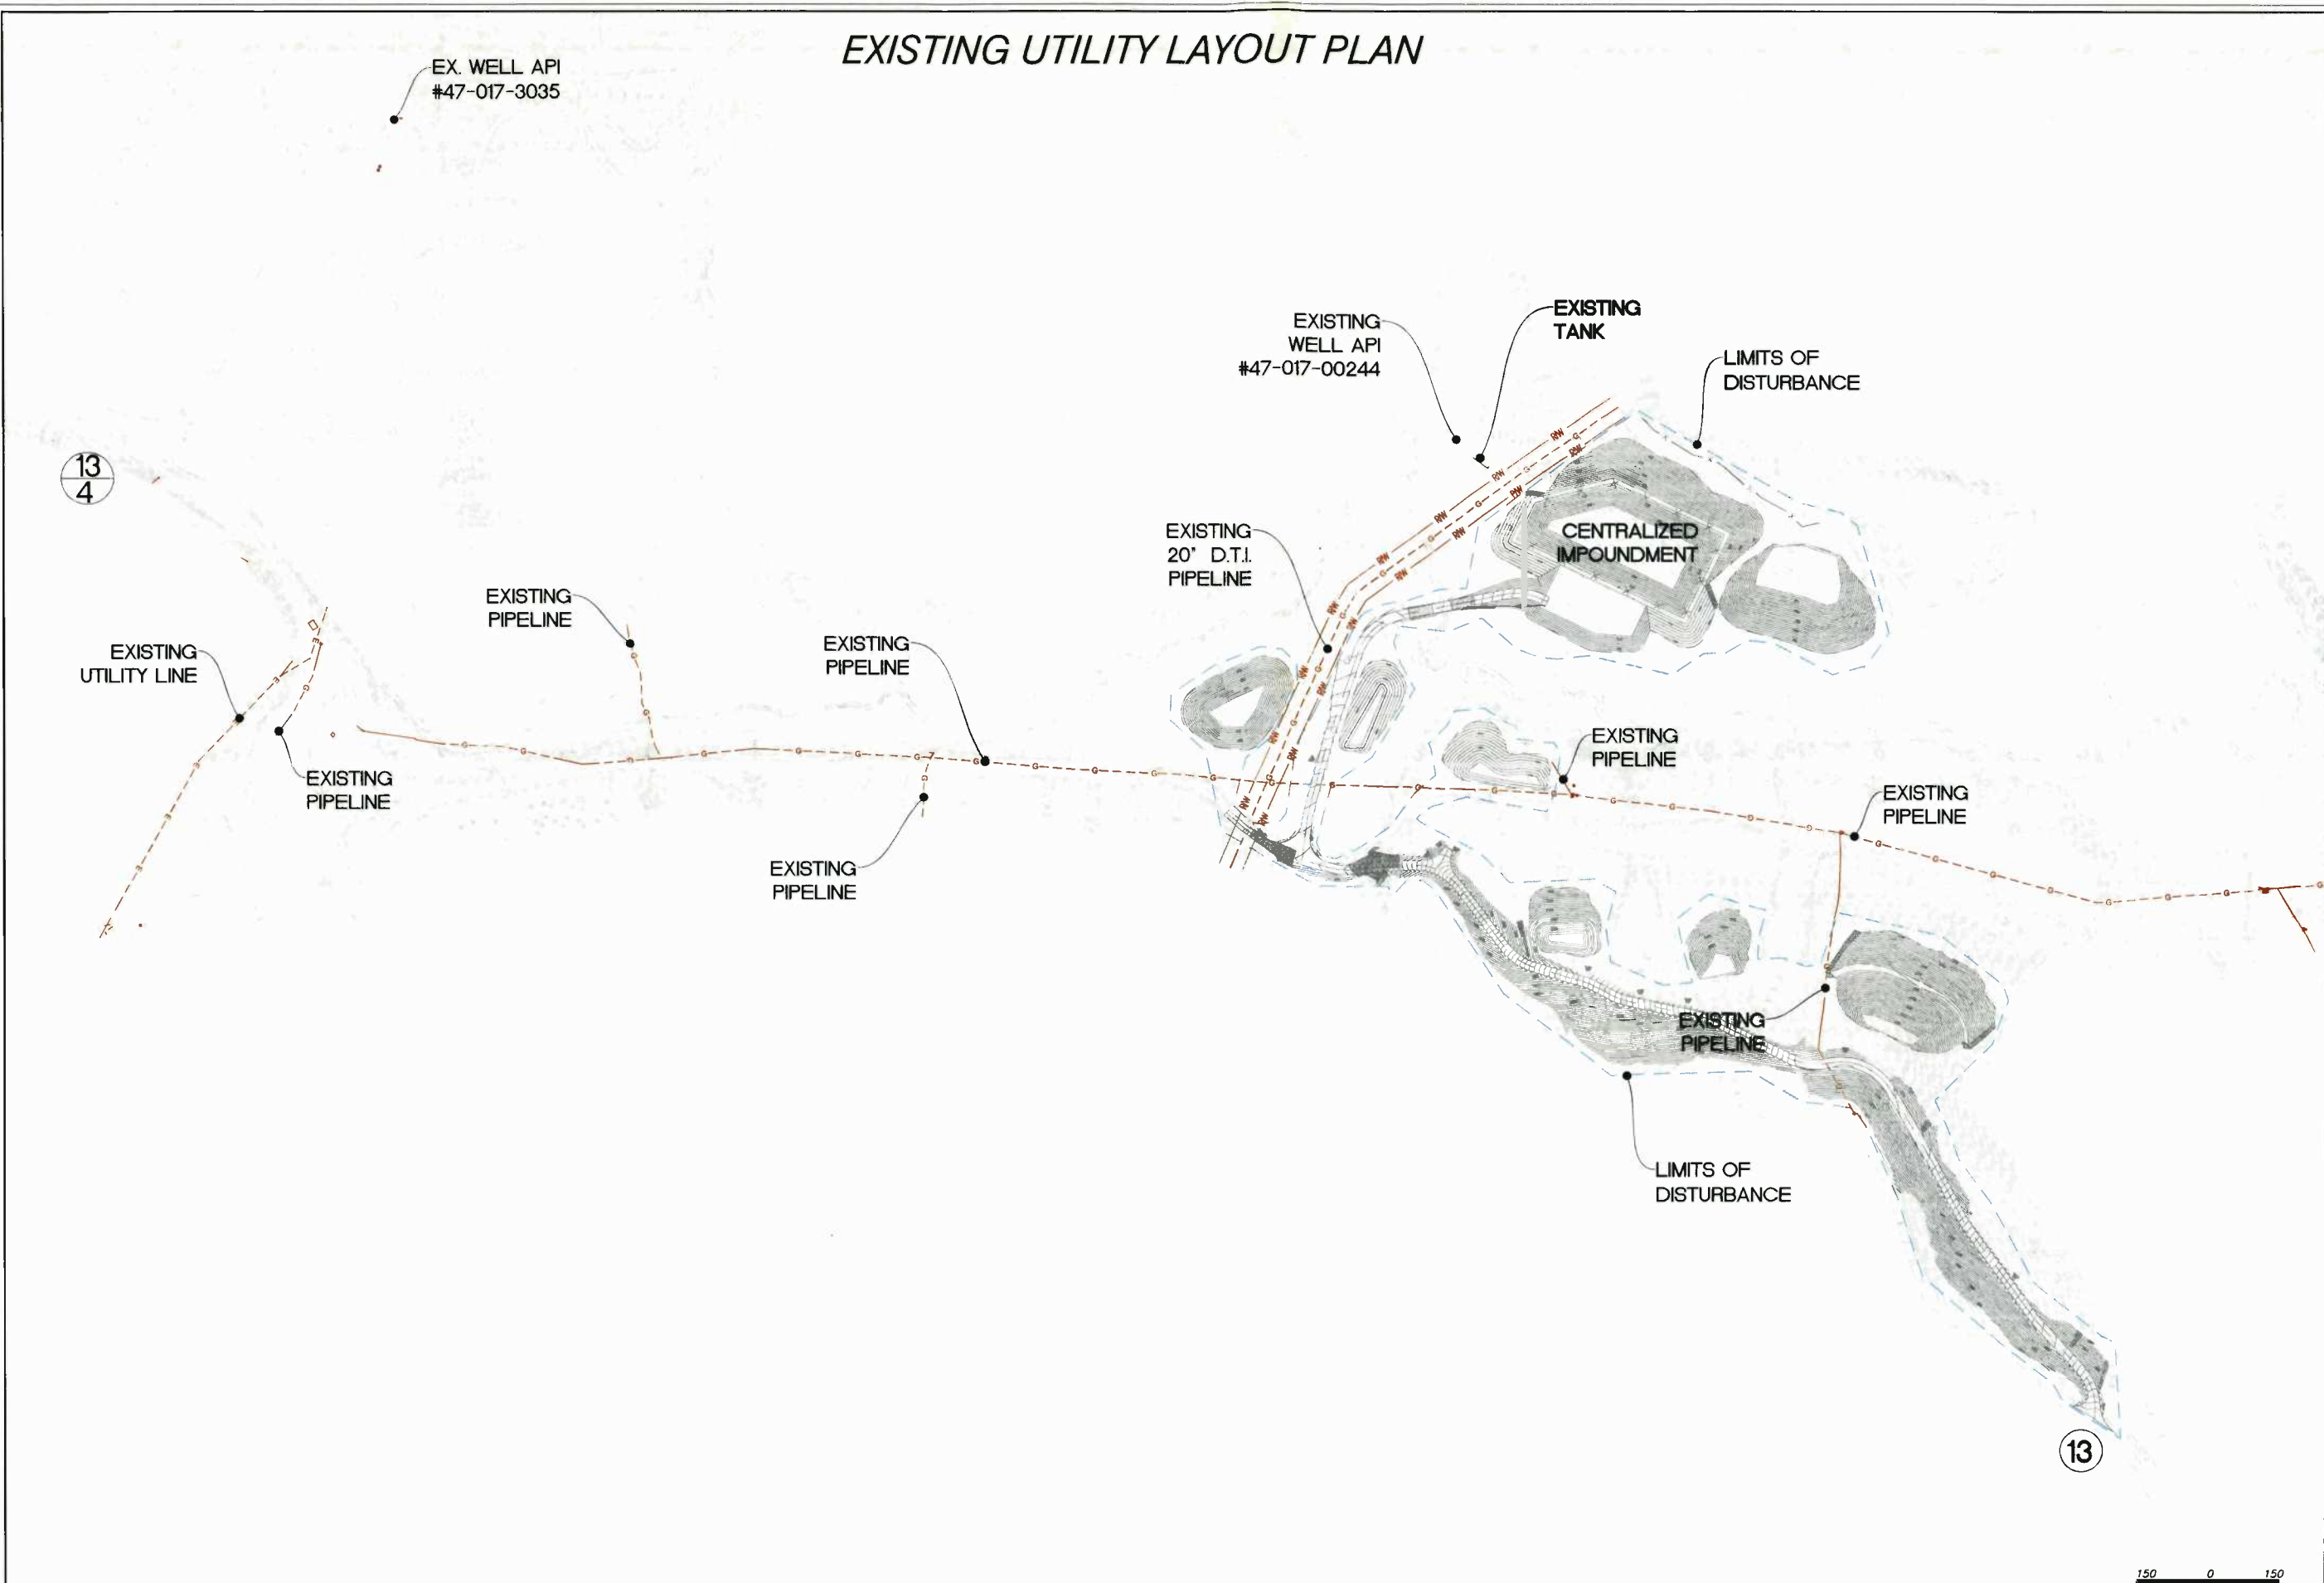 EXISTING UTILITY LAYOUT PLAN
EX. WELL API
#47-017-3035
EXISTING
WELL API
#47-017-00244
EXISTING
TANK
LIMITS OF
DISTURBANCE
13
4
EXISTING
20" D.T.I.
PIPELINE
CENTRALIZED
IMPOUNDMENT
EXISTING
PIPELINE
EXISTING
UTILITY LINE
EXISTING
PIPELINE
EXISTING
PIPELINE
EXISTING
PIPELINE
EXISTING
PIPELINE
EXISTING
PIPELINE
EXISTING
PIPELINE
LIMITS OF
DISTURBANCE
13
150 0 150